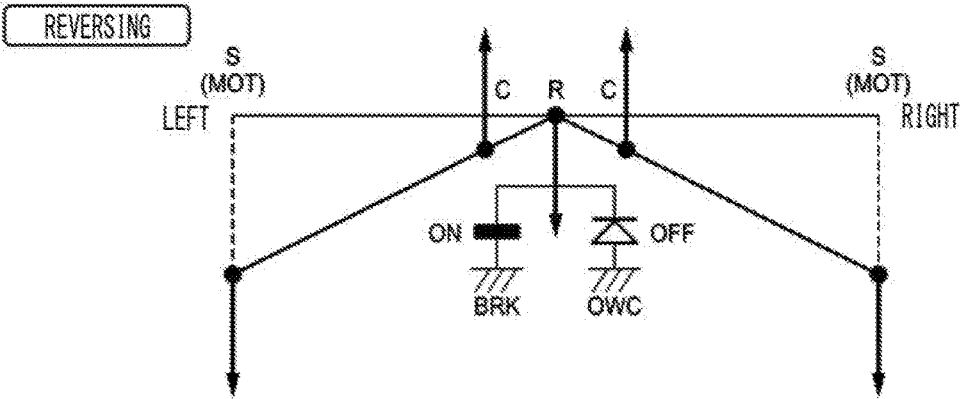 REVERSING
S
(MOT)
LEFT
C
R
C
S
(MOT)
RIGHT
ON
OFF
BRK
OWC